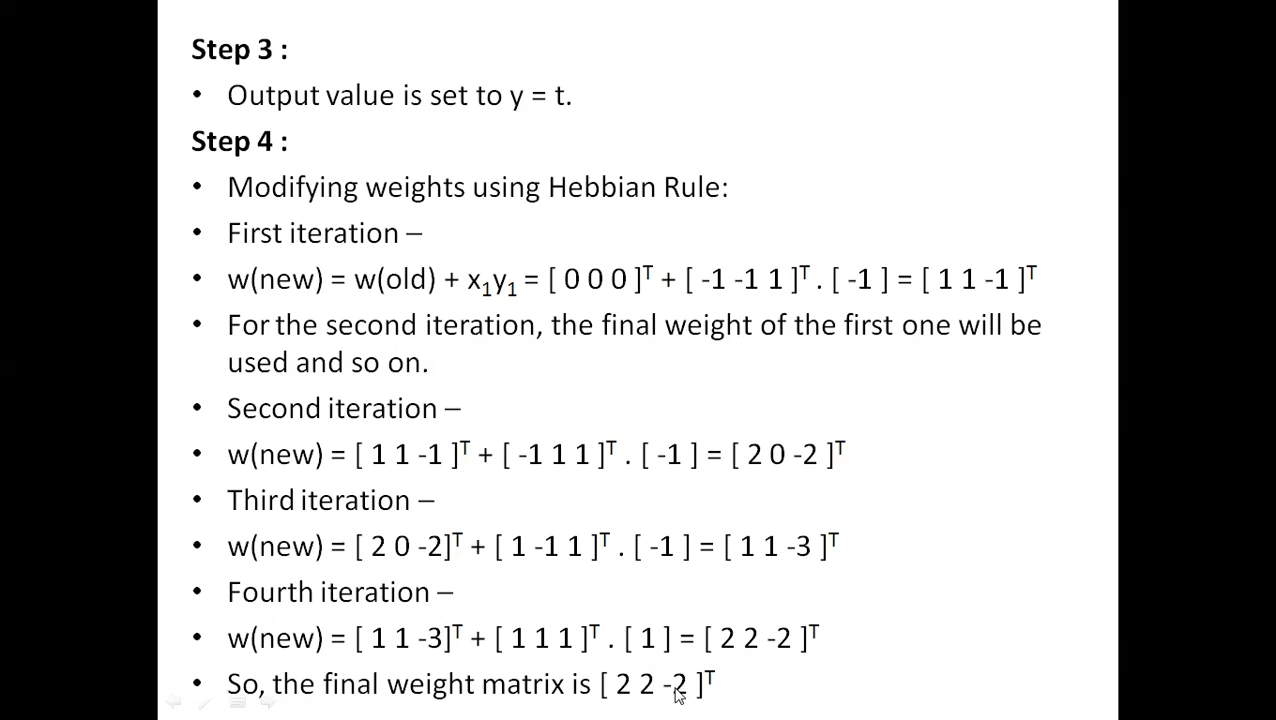 Step 3 :
• Output value is set to y = t.
Step 4 :
• Modifying weights using Hebbian Rule:
• First iteration –
• w(new) = w(old) + x₁y₁ = [ 0 0 0 ]ᵀ + [ -1 -1 1 ]ᵀ . [ -1 ] = [ 1 1 -1 ]ᵀ
• For the second iteration, the final weight of the first one will be
used and so on.
• Second iteration –
• w(new) = [ 1 1 -1 ]ᵀ + [ -1 1 1 ]ᵀ . [ -1 ] = [ 2 0 -2 ]ᵀ
• Third iteration –
• w(new) = [ 2 0 -2]ᵀ + [ 1 -1 1 ]ᵀ . [ -1 ] = [ 1 1 -3 ]ᵀ
• Fourth iteration –
• w(new) = [ 1 1 -3]ᵀ + [ 1 1 1 ]ᵀ . [ 1 ] = [ 2 2 -2 ]ᵀ
• So, the final weight matrix is [ 2 2 -2 ]ᵀ